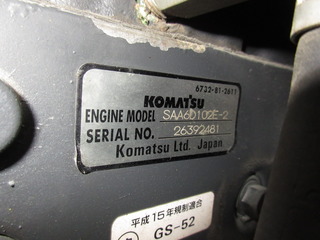 6732-81-3611
KOMATSU
ENGINE MODEL SAA6D102E-2
SERIAL NO. 26392481
Komatsu Ltd. Japan
平成15年規制適合
GS-52